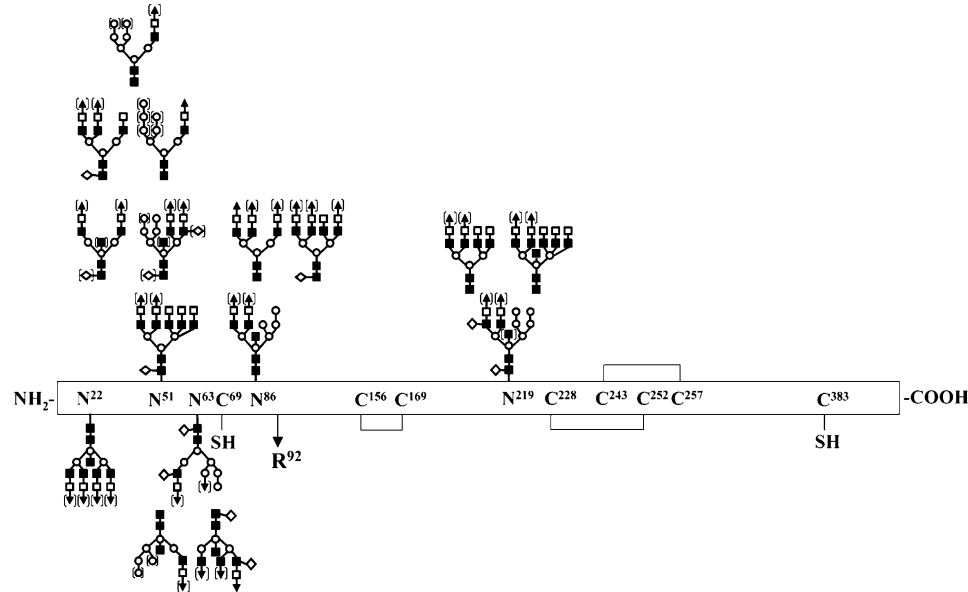 NH₂- N²² N⁵¹ N⁶³ C⁶⁹ N⁸⁶ C¹⁵⁶ C¹⁶⁹ N²¹⁹ C²²⁸ C²⁴³ C²⁵² C²⁵⁷ C³⁸³ -COOH
SH R⁹² SH